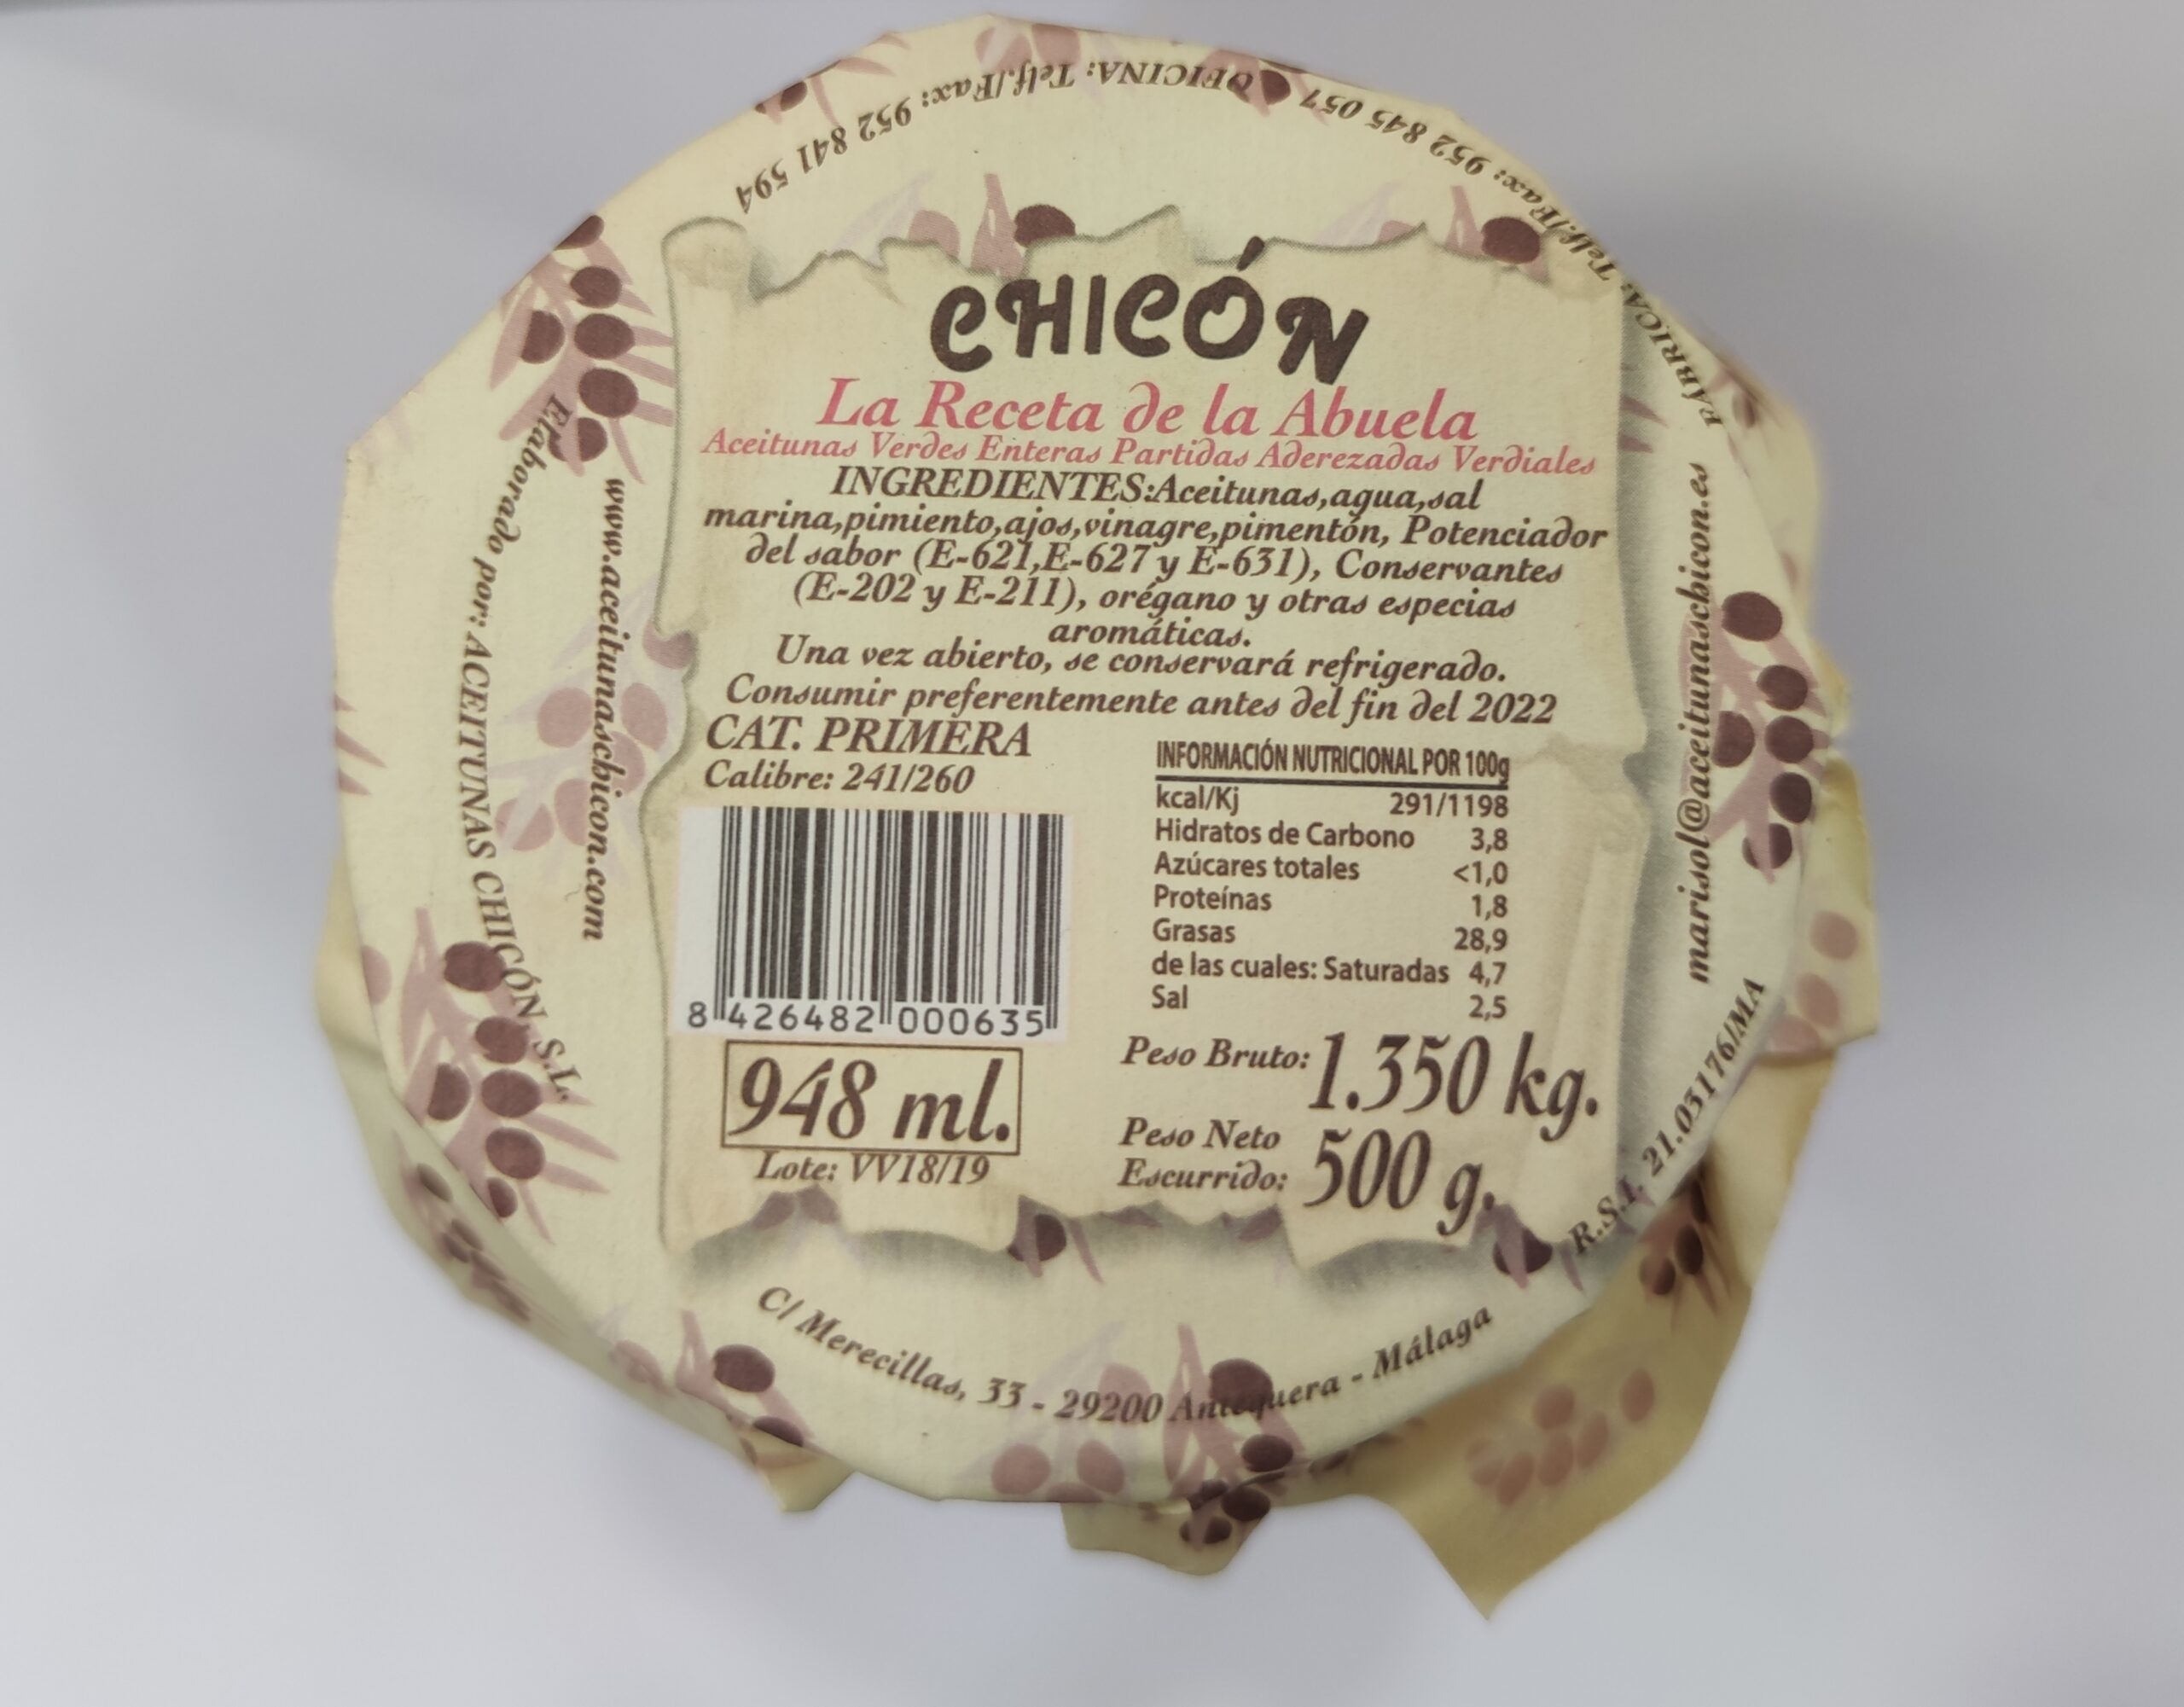 CHICÓN
La Receta de la Abuela
Aceitunas Verdes Enteras Partidas Aderezadas Verdiales
INGREDIENTES:Aceitunas,agua,sal
marina,pimiento,ajos,vinagre,pimentón, Potenciador
del sabor (E-621,E-627 y E-631), Conservantes
(E-202 y E-211), orégano y otras especias
aromáticas.
Una vez abierto, se conservará refrigerado.
Consumir preferentemente antes del fin del 2022
CAT. PRIMERA
Calibre: 241/260
8 426482 000635
948 ml.
Lote: VV18/19
INFORMACIÓN NUTRICIONAL POR 100g
kcal/Kj 291/1198
Hidratos de Carbono 3,8
Azúcares totales <1,0
Proteínas 1,8
Grasas 28,9
de las cuales: Saturadas 4,7
Sal 2,5
Peso Bruto: 1.350 kg.
Peso Neto
Escurrido: 500 g.
Elaborado por: ACEITUNAS CHICÓN, S.L.
www.aceitunaschicon.com
C/ Merecillas, 33 - 29200 Antequera - Málaga
R.S.I. 21.03176/MA
marisol@aceitunaschicon.es
FÁBRICA: Telf./Fax: 952 845 057
OFICINA: Telf./Fax: 952 841 594